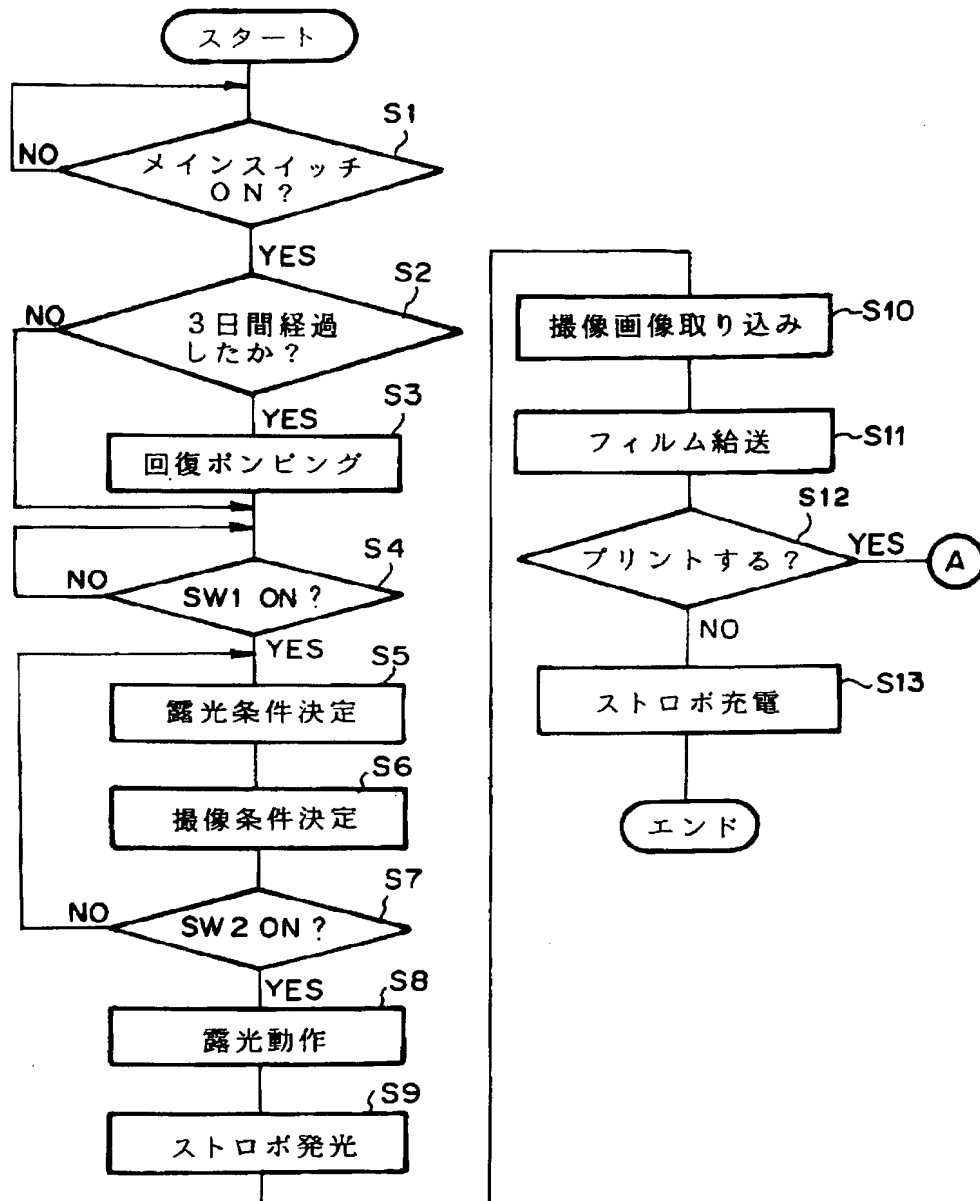 スタート
S1
NO
メインスイッチ
ON?
YES
S2
NO
3日間経過
したか?
YES
S3
回復ポンピング
S4
NO
SW1 ON?
YES
S5
露光条件決定
S6
撮像条件決定
S7
NO
SW2 ON?
YES
S8
露光動作
S9
ストロボ発光
撮像画像取り込み
S10
フィルム給送
S11
S12
プリントする?
YES
A
NO
ストロボ充電
S13
エンド